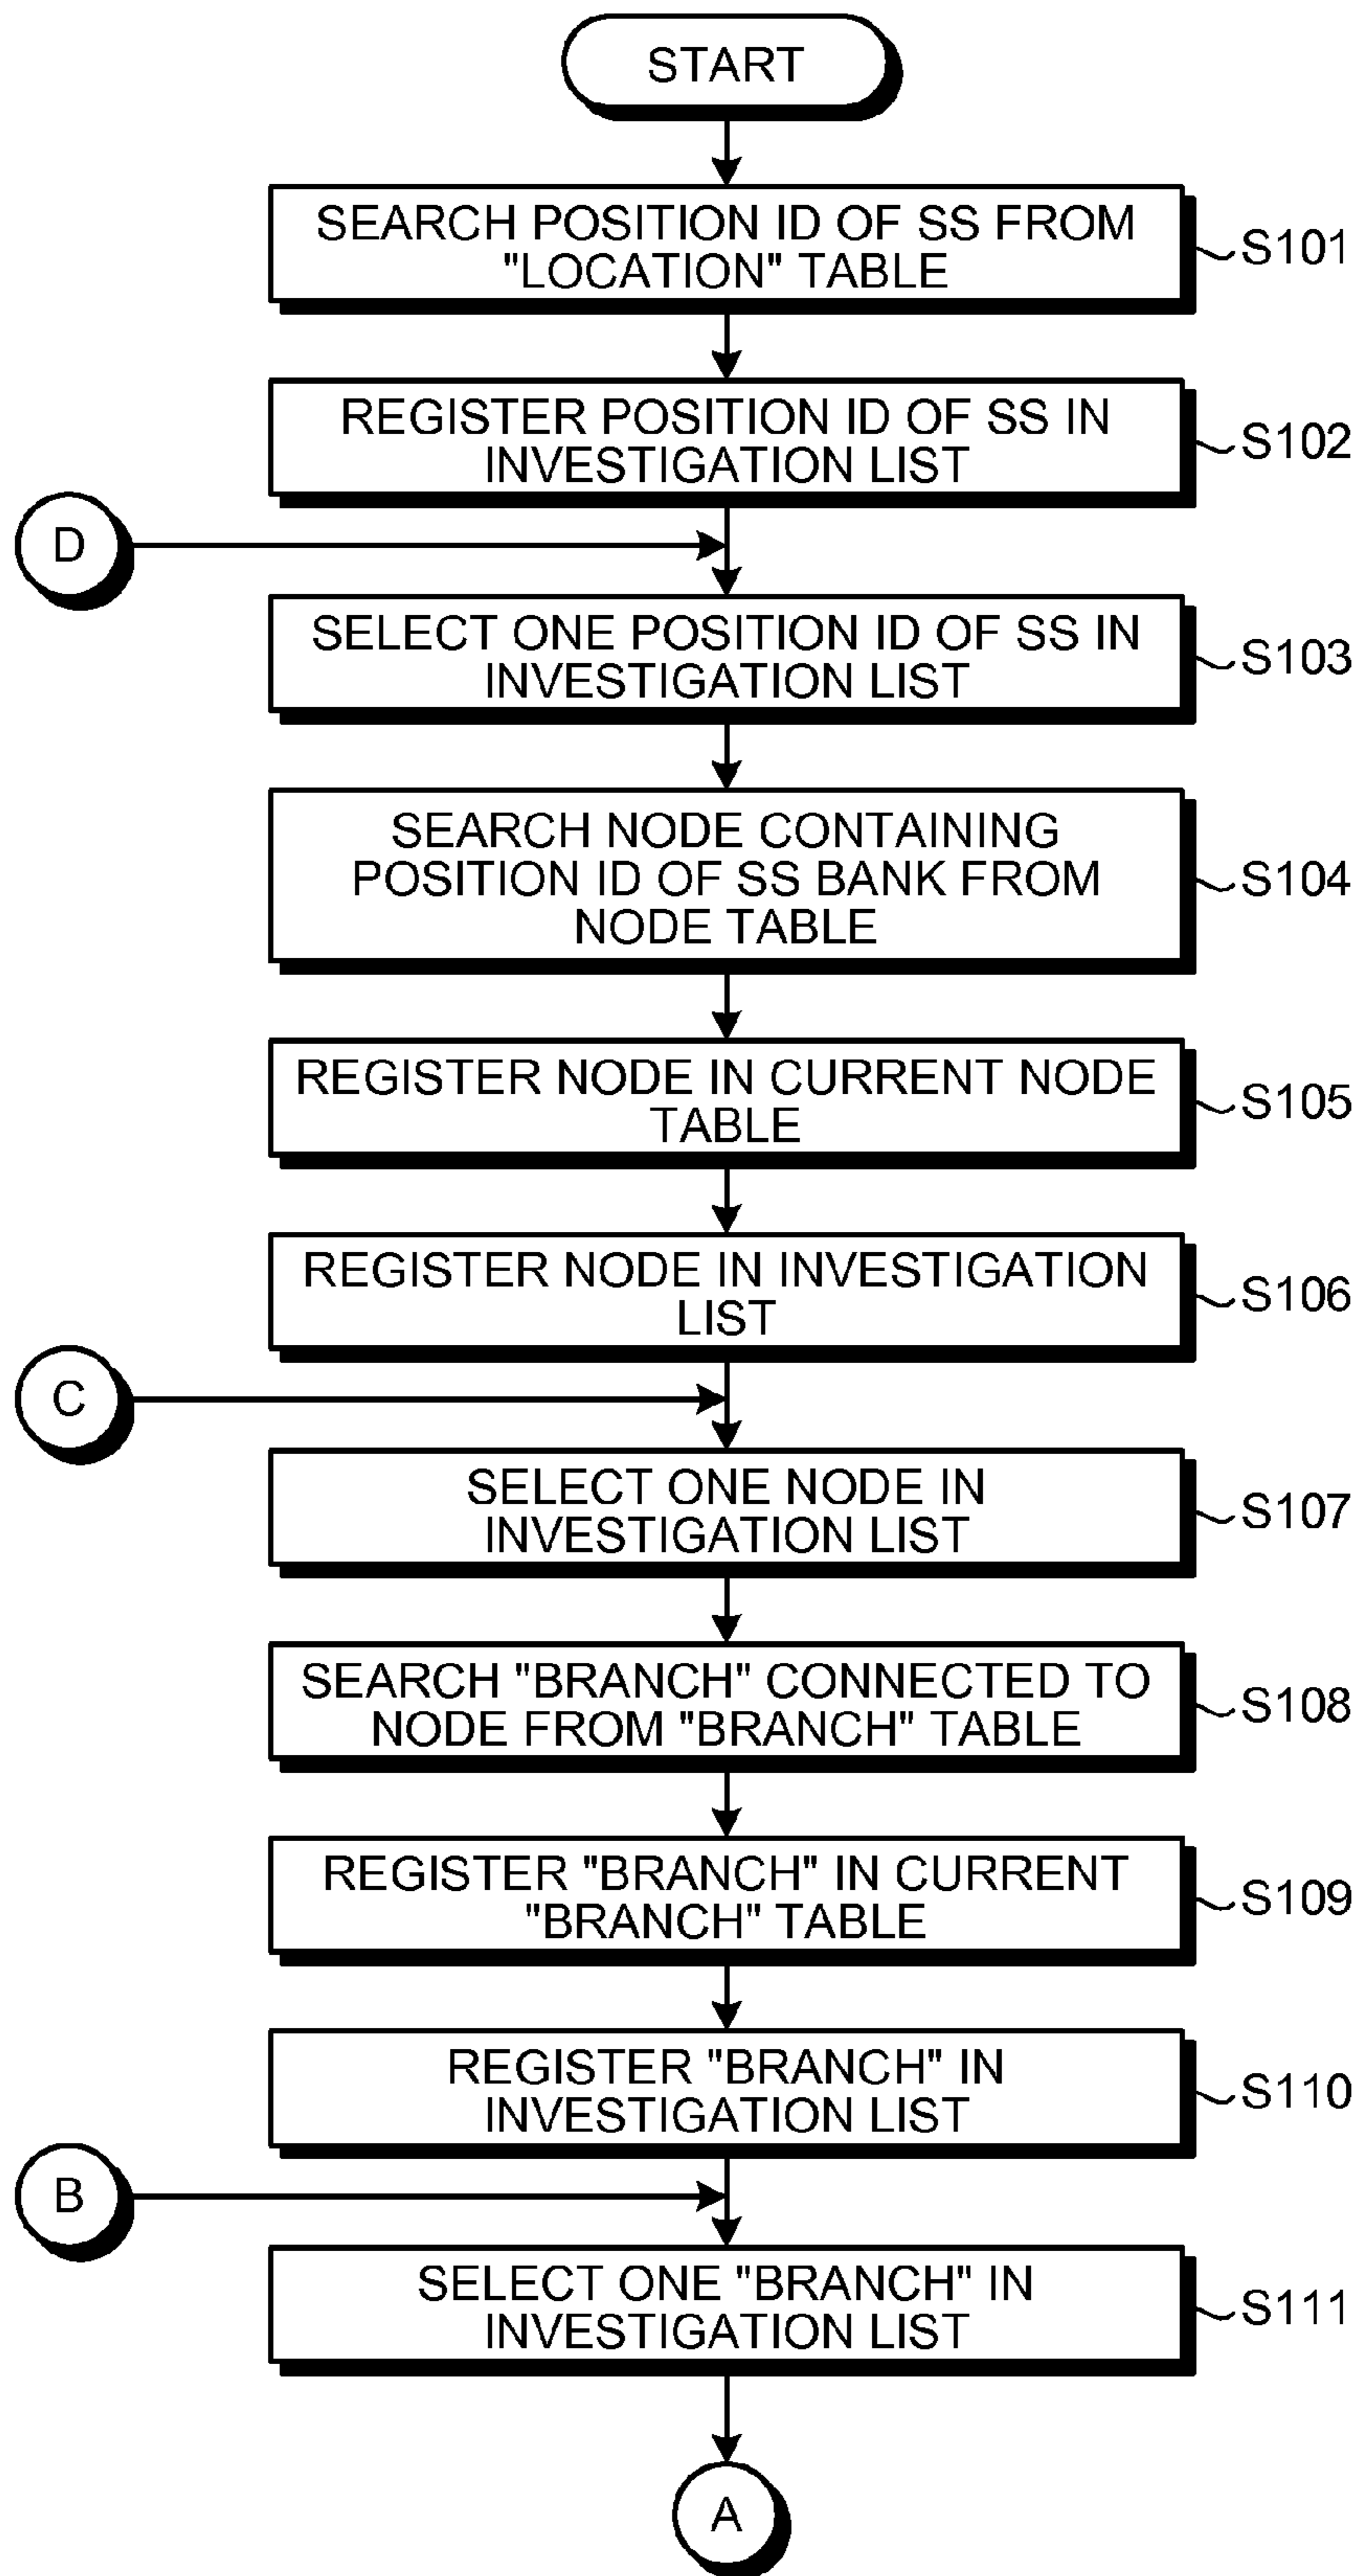 START
SEARCH POSITION ID OF SS FROM
"LOCATION" TABLE
S101
REGISTER POSITION ID OF SS IN
INVESTIGATION LIST
S102
D
SELECT ONE POSITION ID OF SS IN
INVESTIGATION LIST
S103
SEARCH NODE CONTAINING
POSITION ID OF SS BANK FROM
NODE TABLE
S104
REGISTER NODE IN CURRENT NODE
TABLE
S105
REGISTER NODE IN INVESTIGATION
LIST
S106
C
SELECT ONE NODE IN
INVESTIGATION LIST
S107
SEARCH "BRANCH" CONNECTED TO
NODE FROM "BRANCH" TABLE
S108
REGISTER "BRANCH" IN CURRENT
"BRANCH" TABLE
S109
REGISTER "BRANCH" IN
INVESTIGATION LIST
S110
B
SELECT ONE "BRANCH" IN
INVESTIGATION LIST
S111
A